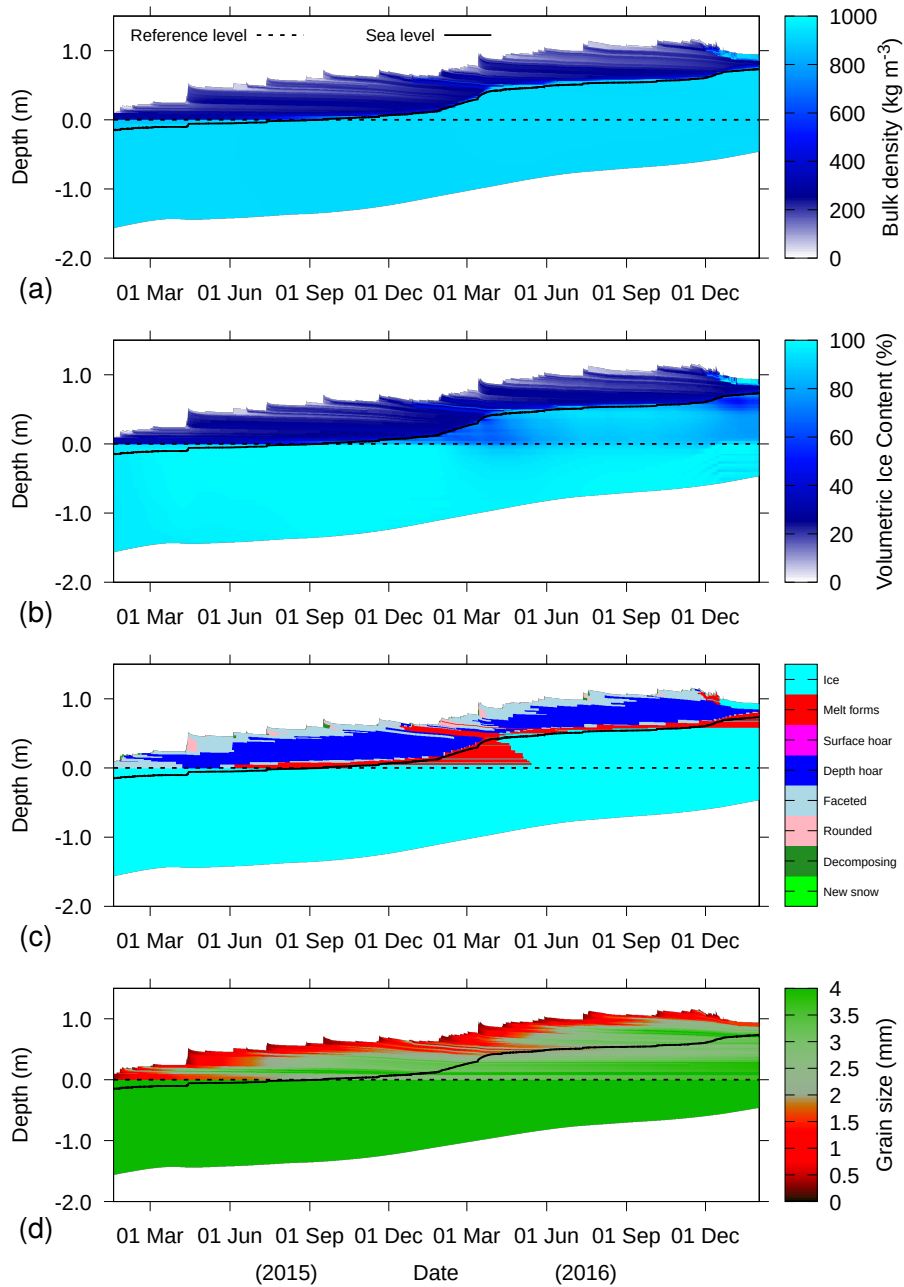 Reference level
Sea level
Depth (m)
1.0
0.0
-1.0
-2.0
01 Mar 01 Jun 01 Sep 01 Dec 01 Mar 01 Jun 01 Sep 01 Dec
(a)
1000
800
600
400
200
0
Bulk density (kg m⁻³)
Depth (m)
1.0
0.0
-1.0
-2.0
01 Mar 01 Jun 01 Sep 01 Dec 01 Mar 01 Jun 01 Sep 01 Dec
(b)
100
80
60
40
20
0
Volumetric Ice Content (%)
Depth (m)
1.0
0.0
-1.0
-2.0
01 Mar 01 Jun 01 Sep 01 Dec 01 Mar 01 Jun 01 Sep 01 Dec
(c)
Ice
Melt forms
Surface hoar
Depth hoar
Faceted
Rounded
Decomposing
New snow
Depth (m)
1.0
0.0
-1.0
-2.0
01 Mar 01 Jun 01 Sep 01 Dec 01 Mar 01 Jun 01 Sep 01 Dec
(d)
4
3.5
3
2.5
2
1.5
1
0.5
0
Grain size (mm)
(2015) Date (2016)